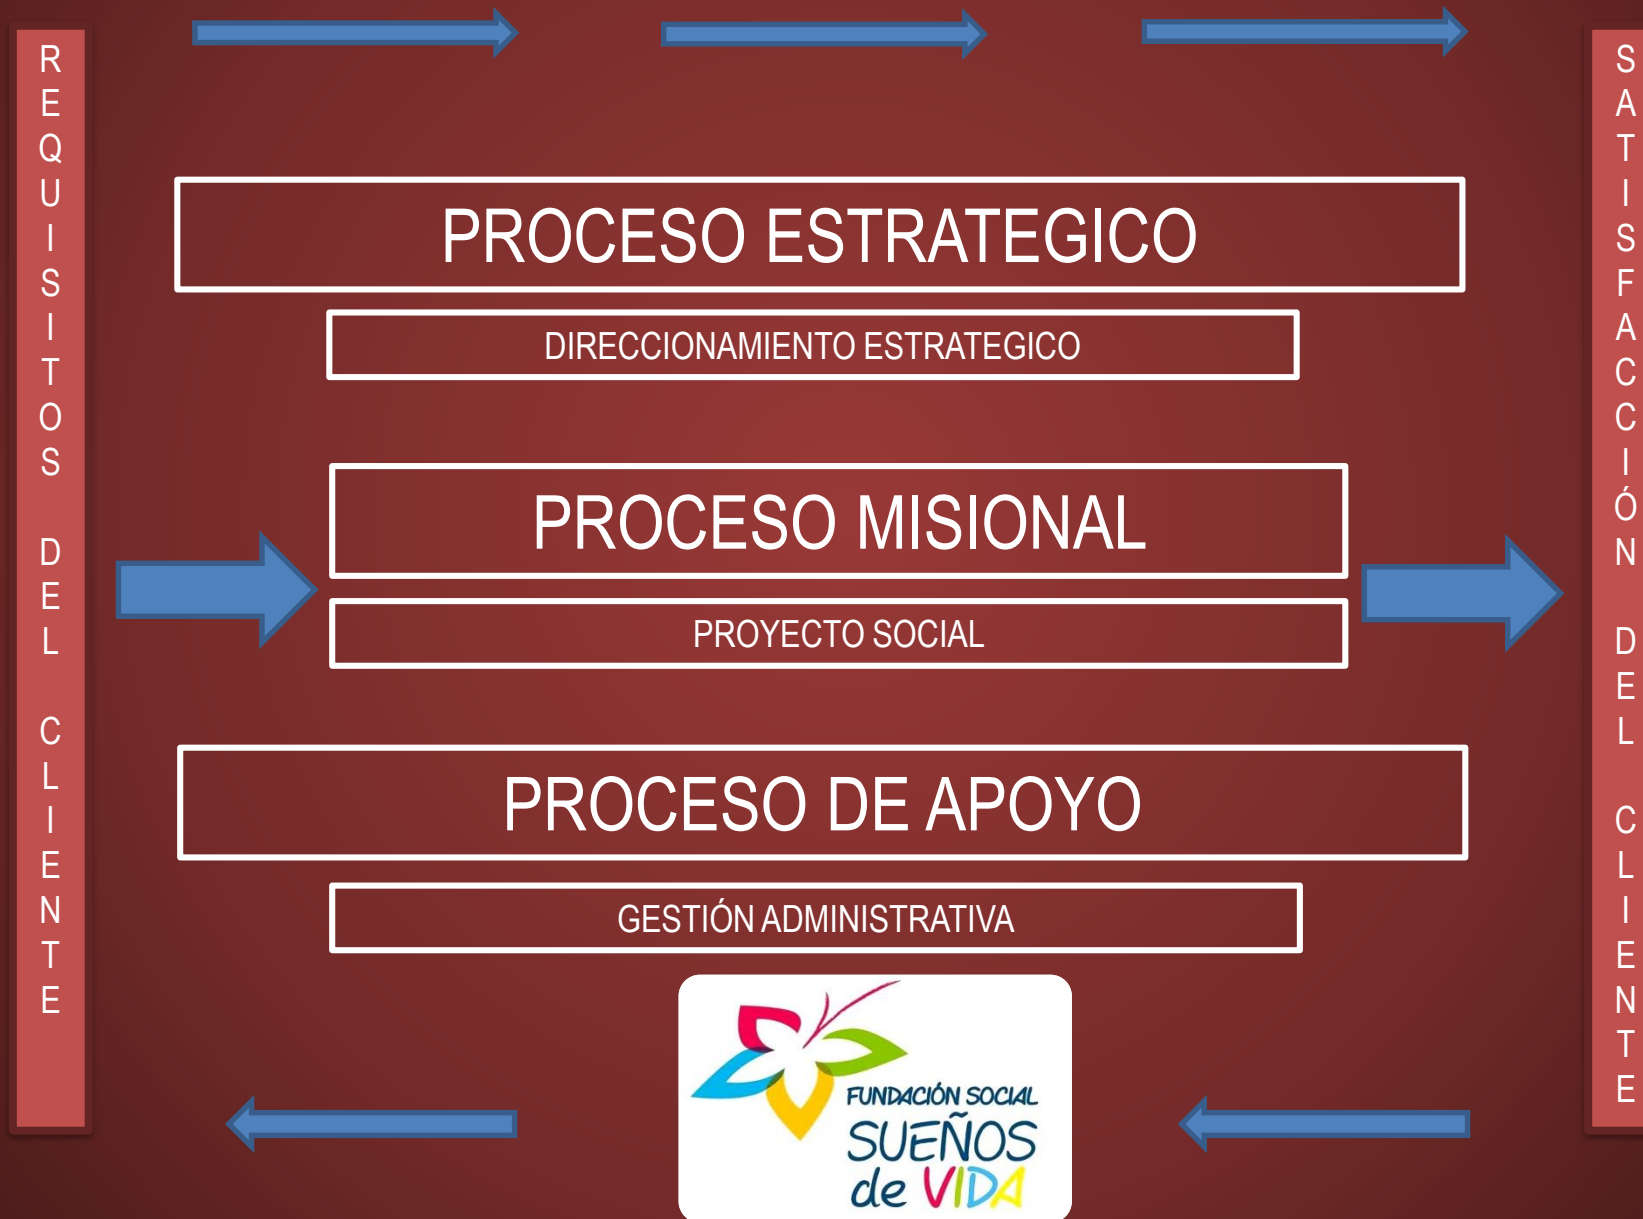 REQUISITOS DEL CLIENTE
PROCESO ESTRATEGICO
DIRECCIONAMIENTO ESTRATEGICO
PROCESO MISIONAL
PROYECTO SOCIAL
PROCESO DE APOYO
GESTIÓN ADMINISTRATIVA
FUNDACIÓN SOCIAL
SUEÑOS
de VIDA
SATISFACCIÓN DEL CLIENTE